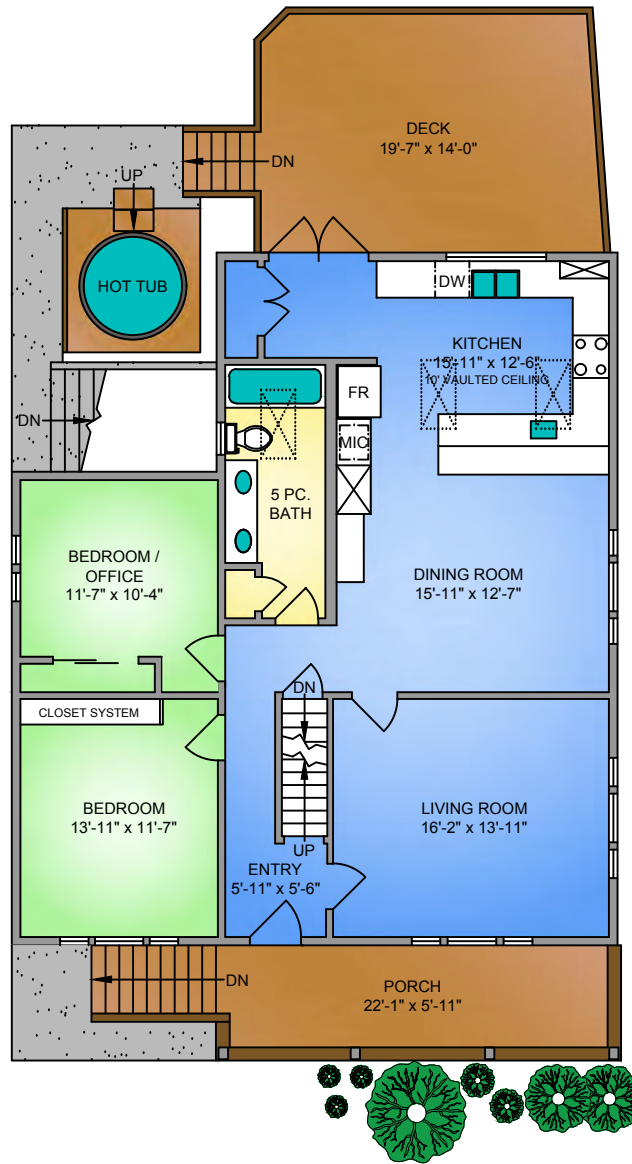 DECK
19'-7" x 14'-0"
DN
UP
HOT TUB
DW
KITCHEN
15'-11" x 12'-6"
10' VAULTED CEILING
FR
DN
MIC
5 PC.
BATH
BEDROOM /
OFFICE
11'-7" x 10'-4"
DINING ROOM
15'-11" x 12'-7"
DN
CLOSET SYSTEM
BEDROOM
13'-11" x 11'-7"
LIVING ROOM
16'-2" x 13'-11"
UP
ENTRY
5'-11" x 5'-6"
DN
PORCH
22'-1" x 5'-11"